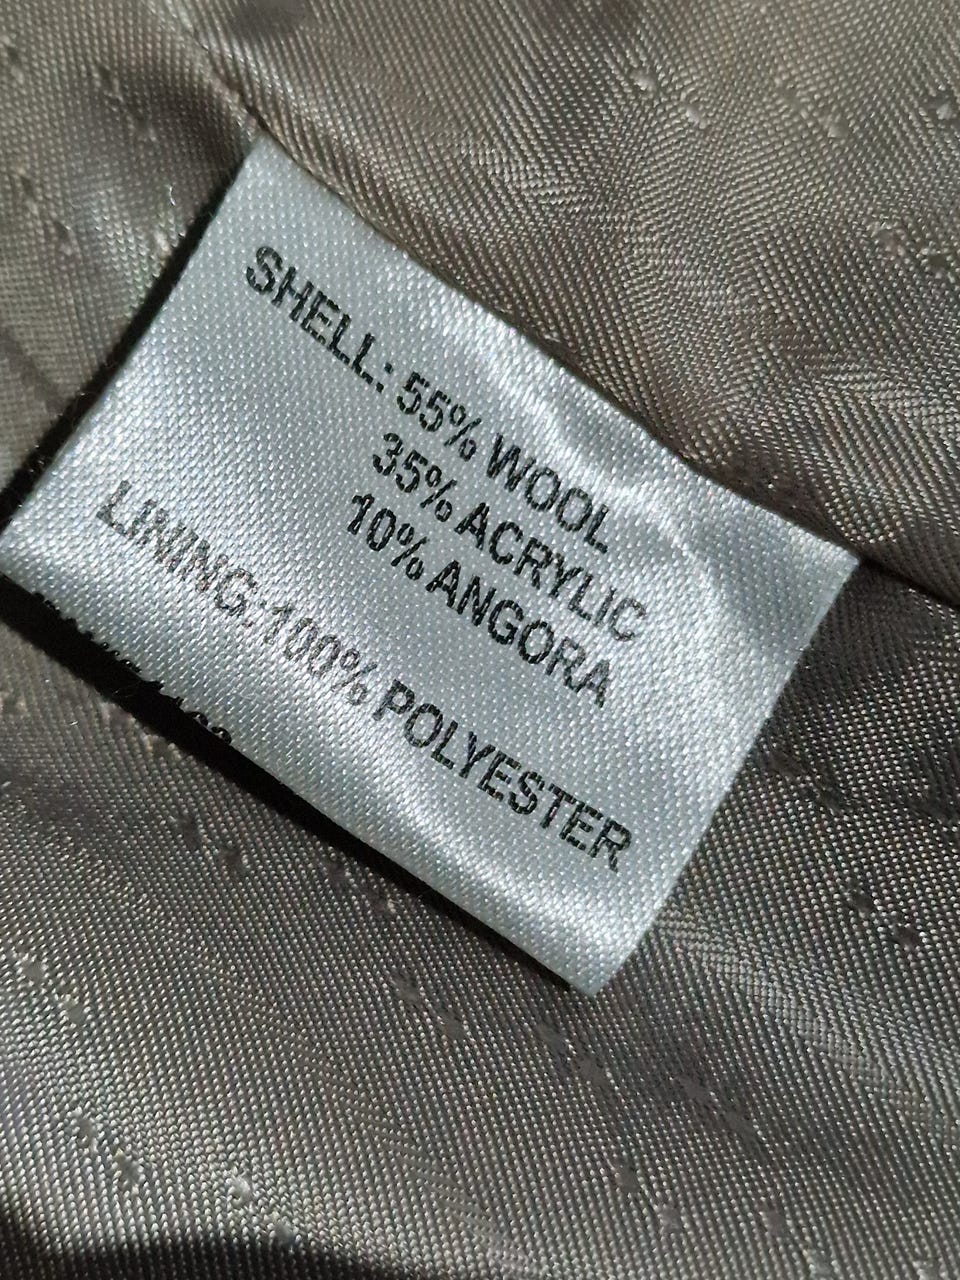 SHELL: 55% WOOL
35% ACRYLIC
10% ANGORA
LINING:100% POLYESTER